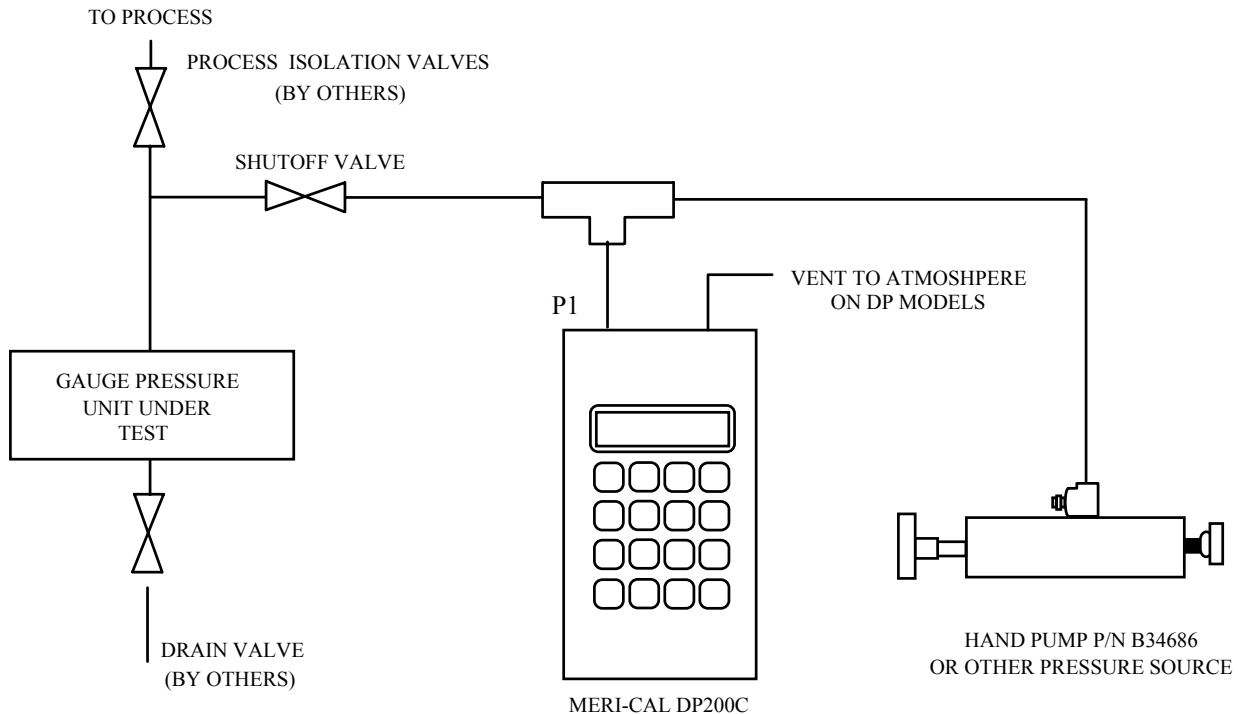 TO PROCESS
PROCESS ISOLATION VALVES
(BY OTHERS)
SHUTOFF VALVE
VENT TO ATMOSHPERE
ON DP MODELS
P1
GAUGE PRESSURE
UNIT UNDER
TEST
DRAIN VALVE
(BY OTHERS)
HAND PUMP P/N B34686
OR OTHER PRESSURE SOURCE
MERI-CAL DP200C